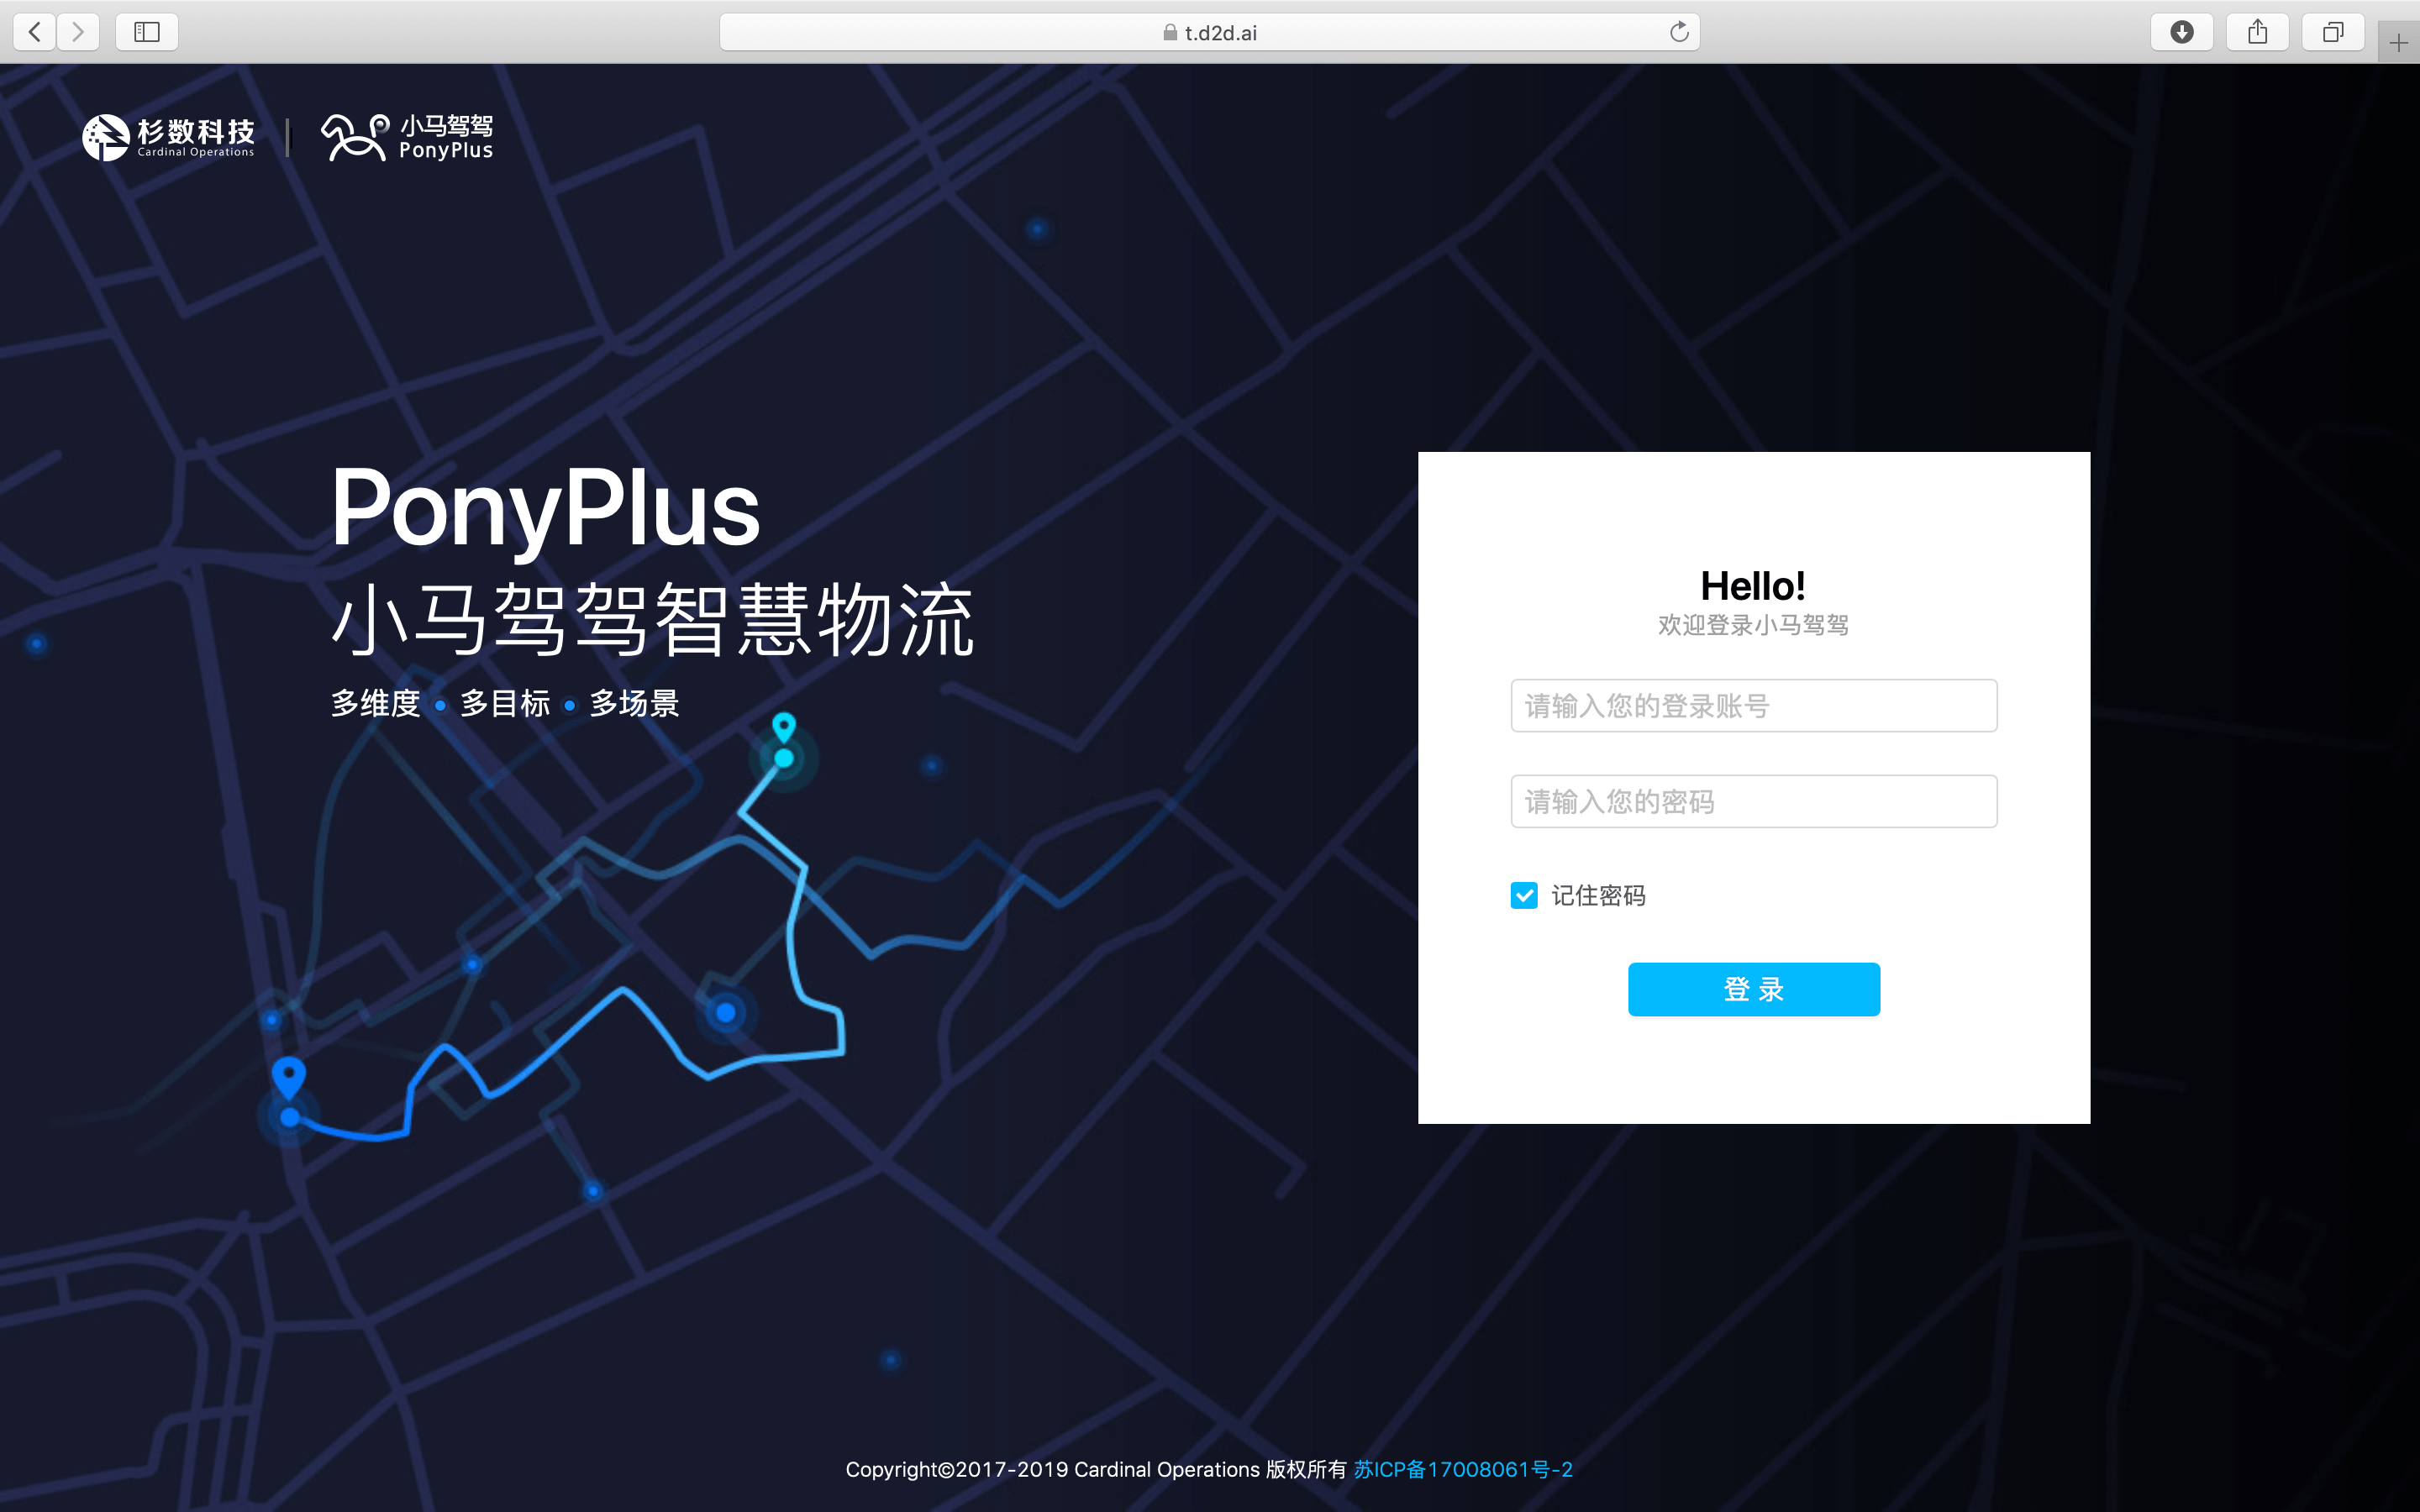 t.d2d.ai
杉数科技
Cardinal Operations
小马驾驾
PonyPlus
PonyPlus
小马驾驾智慧物流
多维度 多目标 多场景
Hello!
欢迎登录小马驾驾
请输入您的登录账号
请输入您的密码
记住密码
登 录
Copyright©2017-2019 Cardinal Operations 版权所有 苏ICP备17008061号-2